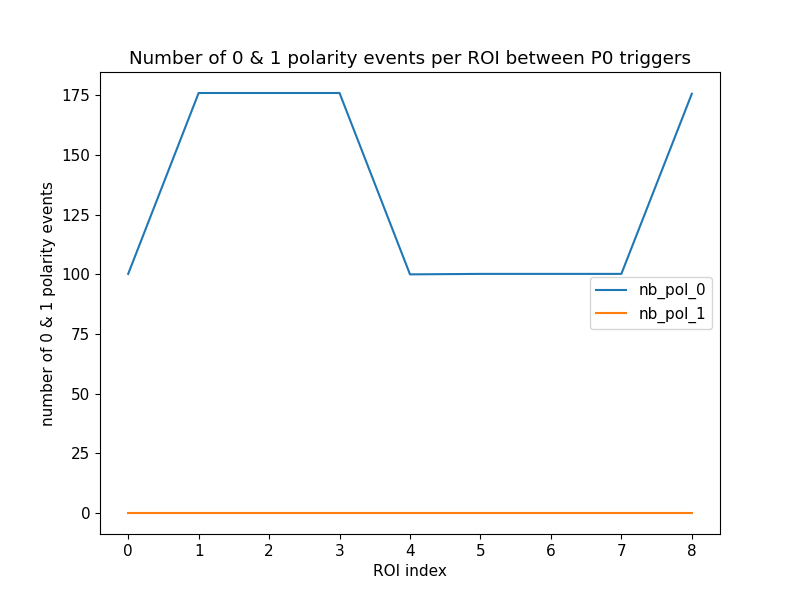 Number of 0 & 1 polarity events per ROI between P0 triggers
175
150
125
100
75
50
25
0
number of 0 & 1 polarity events
nb_pol_0
nb_pol_1
0 1 2 3 4 5 6 7 8
ROI index